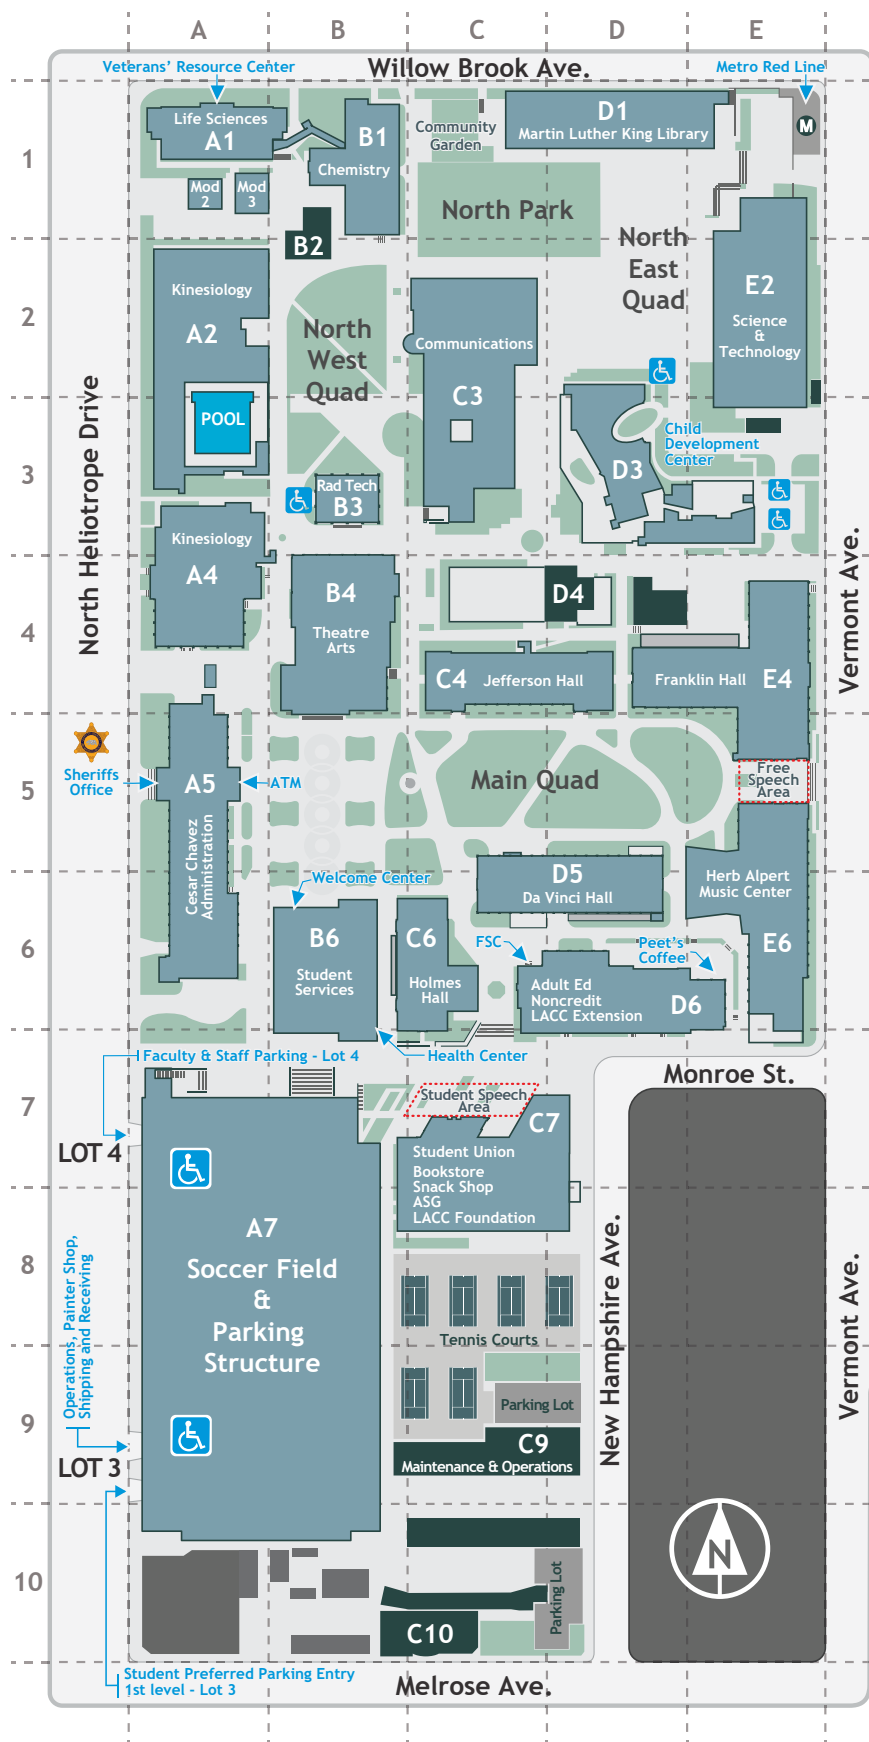 A
B
C
D
E
Willow Brook Ave.
Veterans' Resource Center
Metro Red Line
1
Life Sciences
A1
Mod
2
Mod
3
B1
Chemistry
B2
Community
Garden
D1
Martin Luther King Library
M
North Park
North
East
Quad
2
Kinesiology
A2
POOL
North
West
Quad
Communications
C3
E2
Science
&
Technology
North Heliotrope Drive
3
Rad Tech
B3
D3
Child
Development
Center
Vermont Ave.
4
Kinesiology
A4
B4
Theatre
Arts
D4
C4
Jefferson Hall
Franklin Hall
E4
5
Sheriffs
Office
A5
ATM
Cesar Chavez
Administration
Main Quad
Free
Speech
Area
Welcome Center
D5
Da Vinci Hall
Herb Alpert
Music Center
E6
6
B6
Student
Services
C6
Holmes
Hall
FSC
Peet's
Coffee
Adult Ed
Noncredit
LACC Extension
D6
Faculty & Staff Parking - Lot 4
Health Center
Monroe St.
7
LOT 4
Student Speech
Area
C7
Student Union
Bookstore
Snack Shop
ASG
LACC Foundation
8
Operations, Painter Shop,
Shipping and Receiving
A7
Soccer Field
&
Parking
Structure
Tennis Courts
New Hampshire Ave.
Vermont Ave.
9
LOT 3
Parking Lot
C9
Maintenance & Operations
N
10
Parking Lot
C10
Student Preferred Parking Entry
1st level - Lot 3
Melrose Ave.